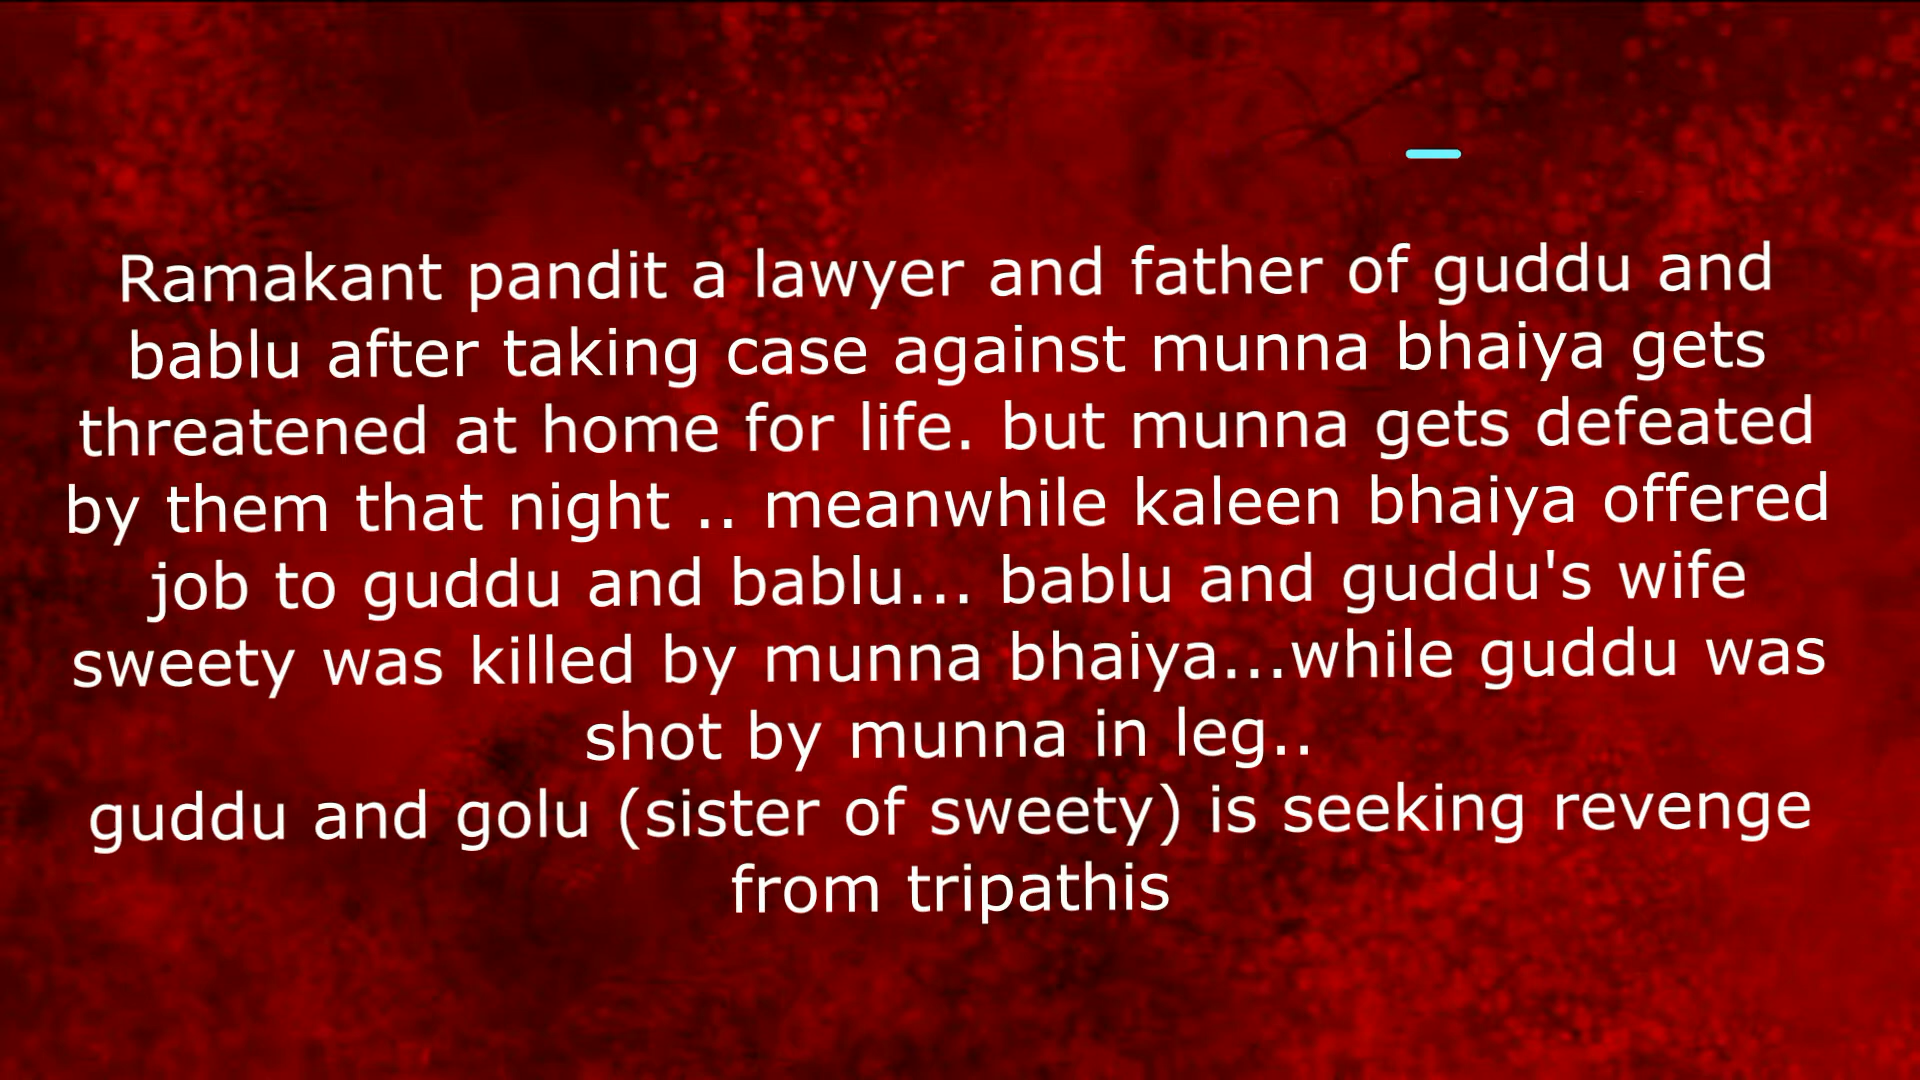 Ramakant pandit a lawyer and father of guddu and
bablu after taking case against munna bhaiya gets
threatened at home for life. but munna gets defeated
by them that night .. meanwhile kaleen bhaiya offered
job to guddu and bablu... bablu and guddu's wife
sweety was killed by munna bhaiya...while guddu was
shot by munna in leg..
guddu and golu (sister of sweety) is seeking revenge
from tripathis